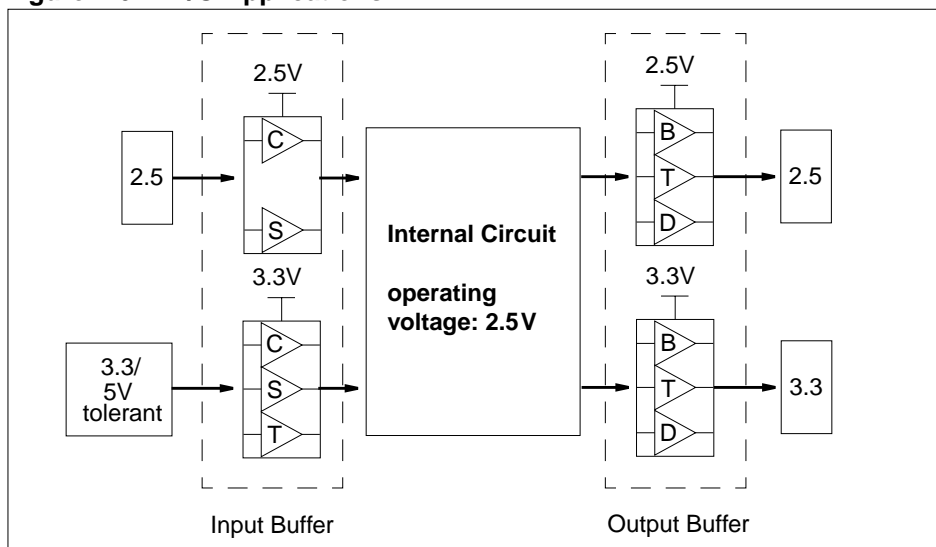 2.5V
C
S
2.5
3.3V
C
S
T
3.3/
5V
tolerant
Input Buffer
Internal Circuit
operating
voltage: 2.5V
2.5V
B
T
D
2.5
3.3V
B
T
D
3.3
Output Buffer